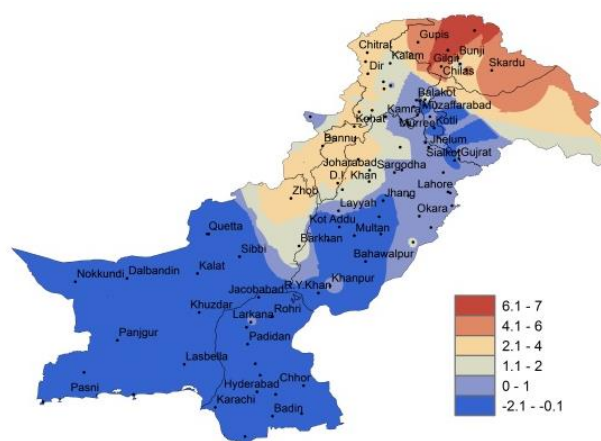 Gupis
Chitral
Kalam
Bunji
Gilgit
Dir
Chilas
Skardu
Balakot
Kamra
Muzaffarabad
Kohat
Murree
Kotli
Bannu
Jhelum
Sialkot
Gujrat
Joharabad
Sargodha
D.I. Khan
Lahore
Zhob
Jhang
Layyah
Okara
Kot Addu
Quetta
Multan
Barkhan
Sibbi
Bahawalpur
Kalat
Nokkundi
Dalbandin
Khanpur
R.Y.Khan
Jacobabad
Khuzdar
Rohri
Larkana
Panjgur
Padidan
Lasbella
Pasni
Hyderabad
Chhor
Karachi
Badin
6.1 - 7
4.1 - 6
2.1 - 4
1.1 - 2
0 - 1
-2.1 - -0.1